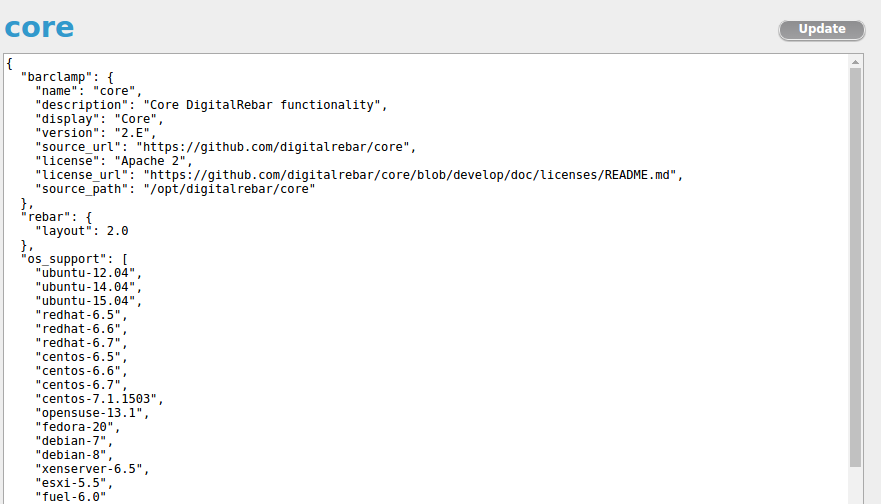 core
Update
{
  "barclamp": {
    "name": "core",
    "description": "Core DigitalRebar functionality",
    "display": "Core",
    "version": "2.E",
    "source_url": "https://github.com/digitalrebar/core",
    "license": "Apache 2",
    "license_url": "https://github.com/digitalrebar/core/blob/develop/doc/licenses/README.md",
    "source_path": "/opt/digitalrebar/core"
  },
  "rebar": {
    "layout": 2.0
  },
  "os_support": [
    "ubuntu-12.04",
    "ubuntu-14.04",
    "ubuntu-15.04",
    "redhat-6.5",
    "redhat-6.6",
    "redhat-6.7",
    "centos-6.5",
    "centos-6.6",
    "centos-6.7",
    "centos-7.1.1503",
    "opensuse-13.1",
    "fedora-20",
    "debian-7",
    "debian-8",
    "xenserver-6.5",
    "esxi-5.5",
    "fuel-6.0"